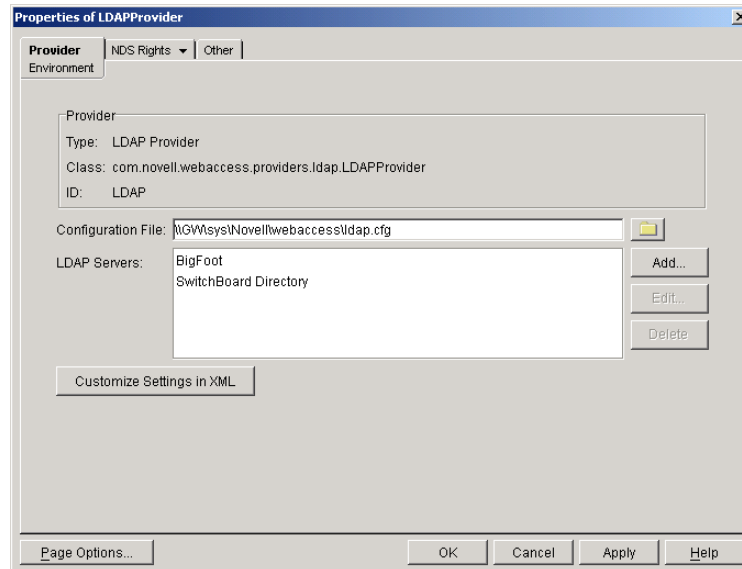 Properties of LDAPProvider
Provider
NDS Rights
Other
Environment
Provider
Type: LDAP Provider
Class: com.novell.webaccess.providers.ldap.LDAPProvider
ID: LDAP
Configuration File: \\GW\sys\Novell\webaccess\ldap.cfg
LDAP Servers:
BigFoot
SwitchBoard Directory
Add...
Edit...
Delete
Customize Settings in XML
Page Options...
OK
Cancel
Apply
Help